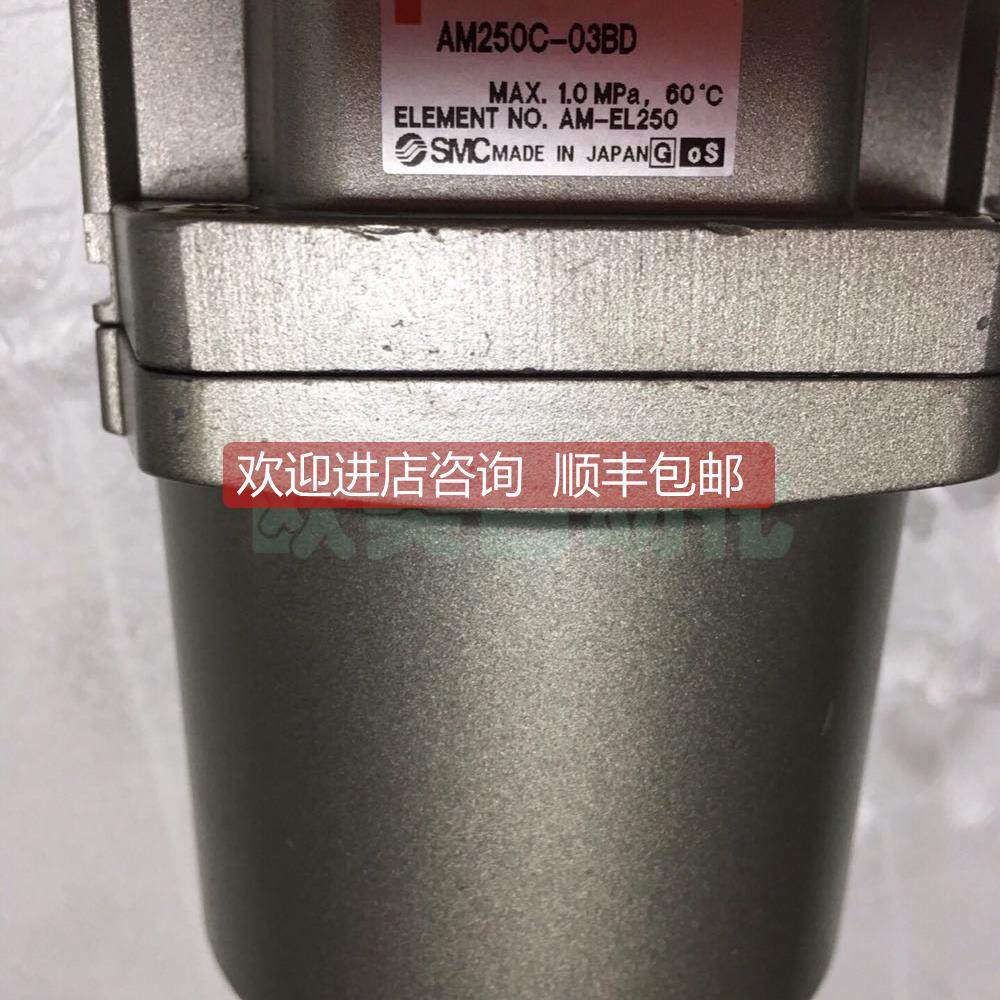 AM250C-03BD
MAX. 1.0 MPa, 60°C
ELEMENT NO. AM-EL250
SMC MADE IN JAPAN G oS
欢迎进店咨询 顺丰包邮